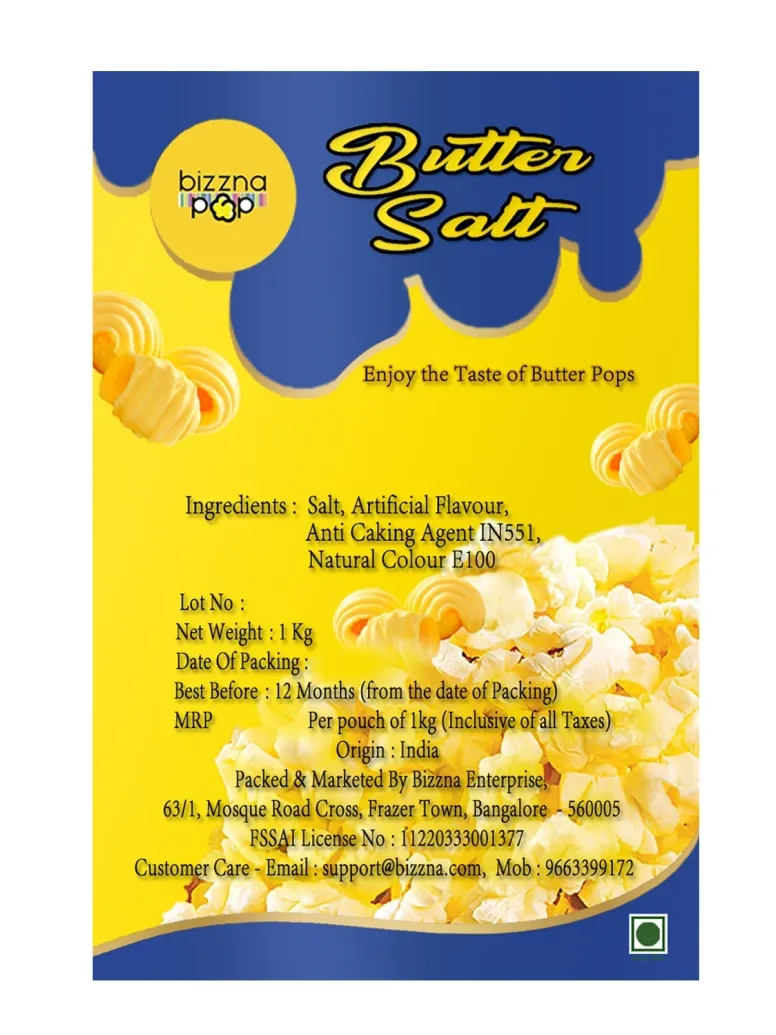 bizzna
pop
Butter
Salt
Enjoy the Taste of Butter Pops
Ingredients : Salt, Artificial Flavour,
Anti Caking Agent IN551,
Natural Colour E100
Lot No :
Net Weight : 1 Kg
Date Of Packing :
Best Before : 12 Months (from the date of Packing)
MRP Per pouch of 1kg (Inclusive of all Taxes)
Origin : India
Packed & Marketed By Bizzna Enterprise,
63/1, Mosque Road Cross, Frazer Town, Bangalore - 560005
FSSAI License No : 11220333001377
Customer Care - Email : support@bizzna.com, Mob : 9663399172